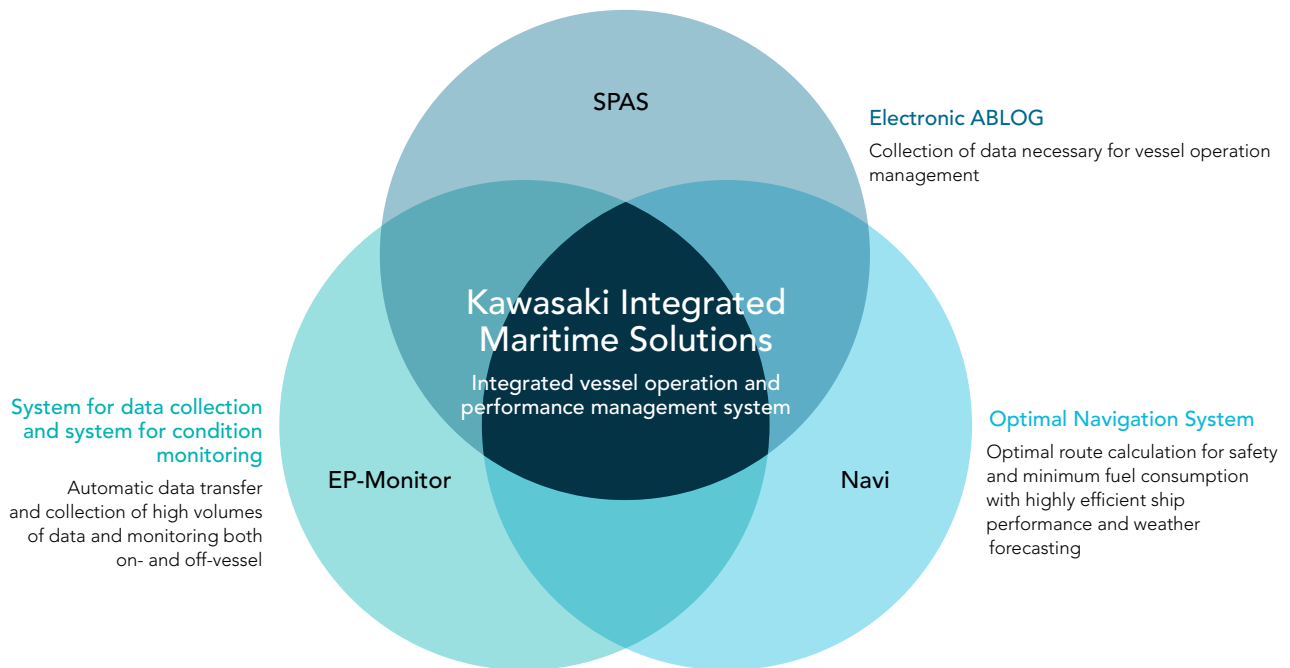 SPAS
Electronic ABLOG
Collection of data necessary for vessel operation
management
Kawasaki Integrated
Maritime Solutions
Integrated vessel operation and
performance management system
System for data collection
and system for condition
monitoring
Automatic data transfer
and collection of high volumes
of data and monitoring both
on- and off-vessel
EP-Monitor
Navi
Optimal Navigation System
Optimal route calculation for safety
and minimum fuel consumption
with highly efficient ship
performance and weather
forecasting